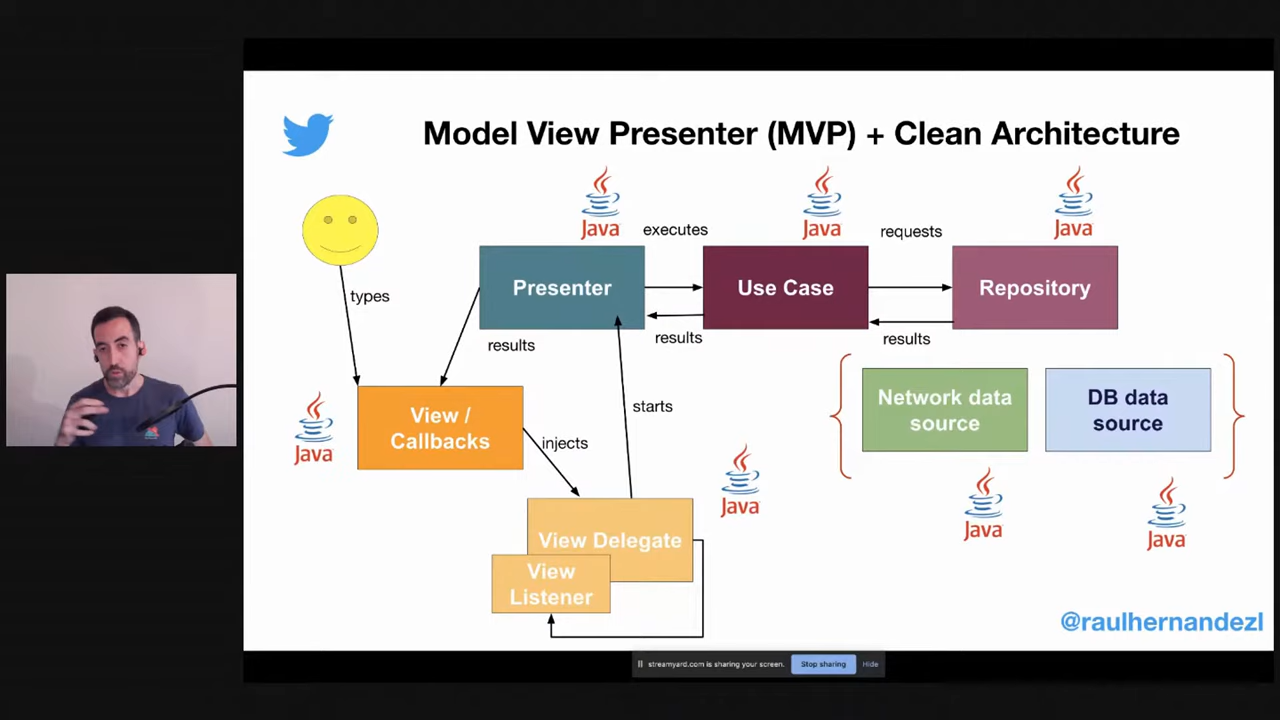 Model View Presenter (MVP) + Clean Architecture
Java
Java
Java
executes
requests
Presenter
Use Case
Repository
types
results
results
results
Java
View /
Callbacks
starts
injects
Network data
source
DB data
source
Java
Java
Java
View Delegate
View
Listener
@raulhernandezl
streamyard.com is sharing your screen.
Stop sharing
Hide